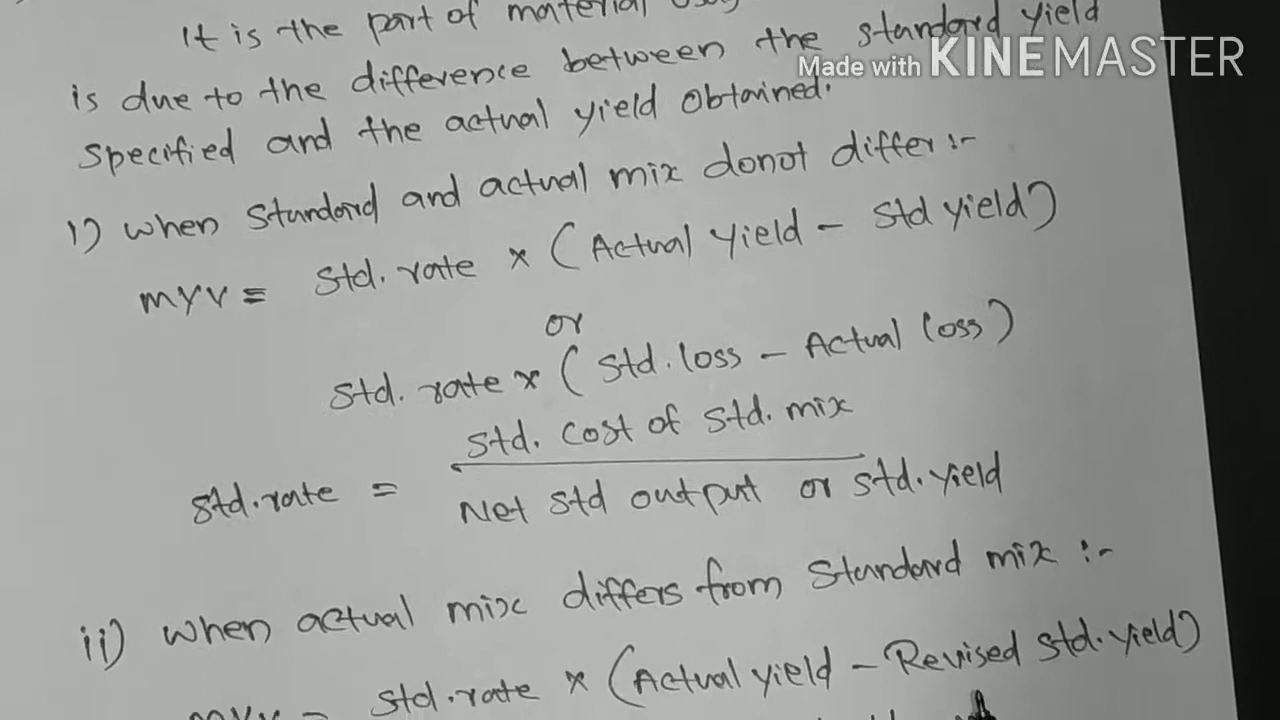 It is the part of material
is due to the difference between the standard yield
Made with KINEMASTER
specified and the actual yield obtained.
i) when standard and actual mix donot differ :-
MYV = Std. rate × (Actual yield - Std yield)
or
Std. rate × (Std. loss - Actual loss)
Std. rate = Std. cost of std. mix
Net std output or std. yield
ii) when actual mix differs from Standard mix :-
MYV = Std. rate × (Actual yield - Revised Std. yield)